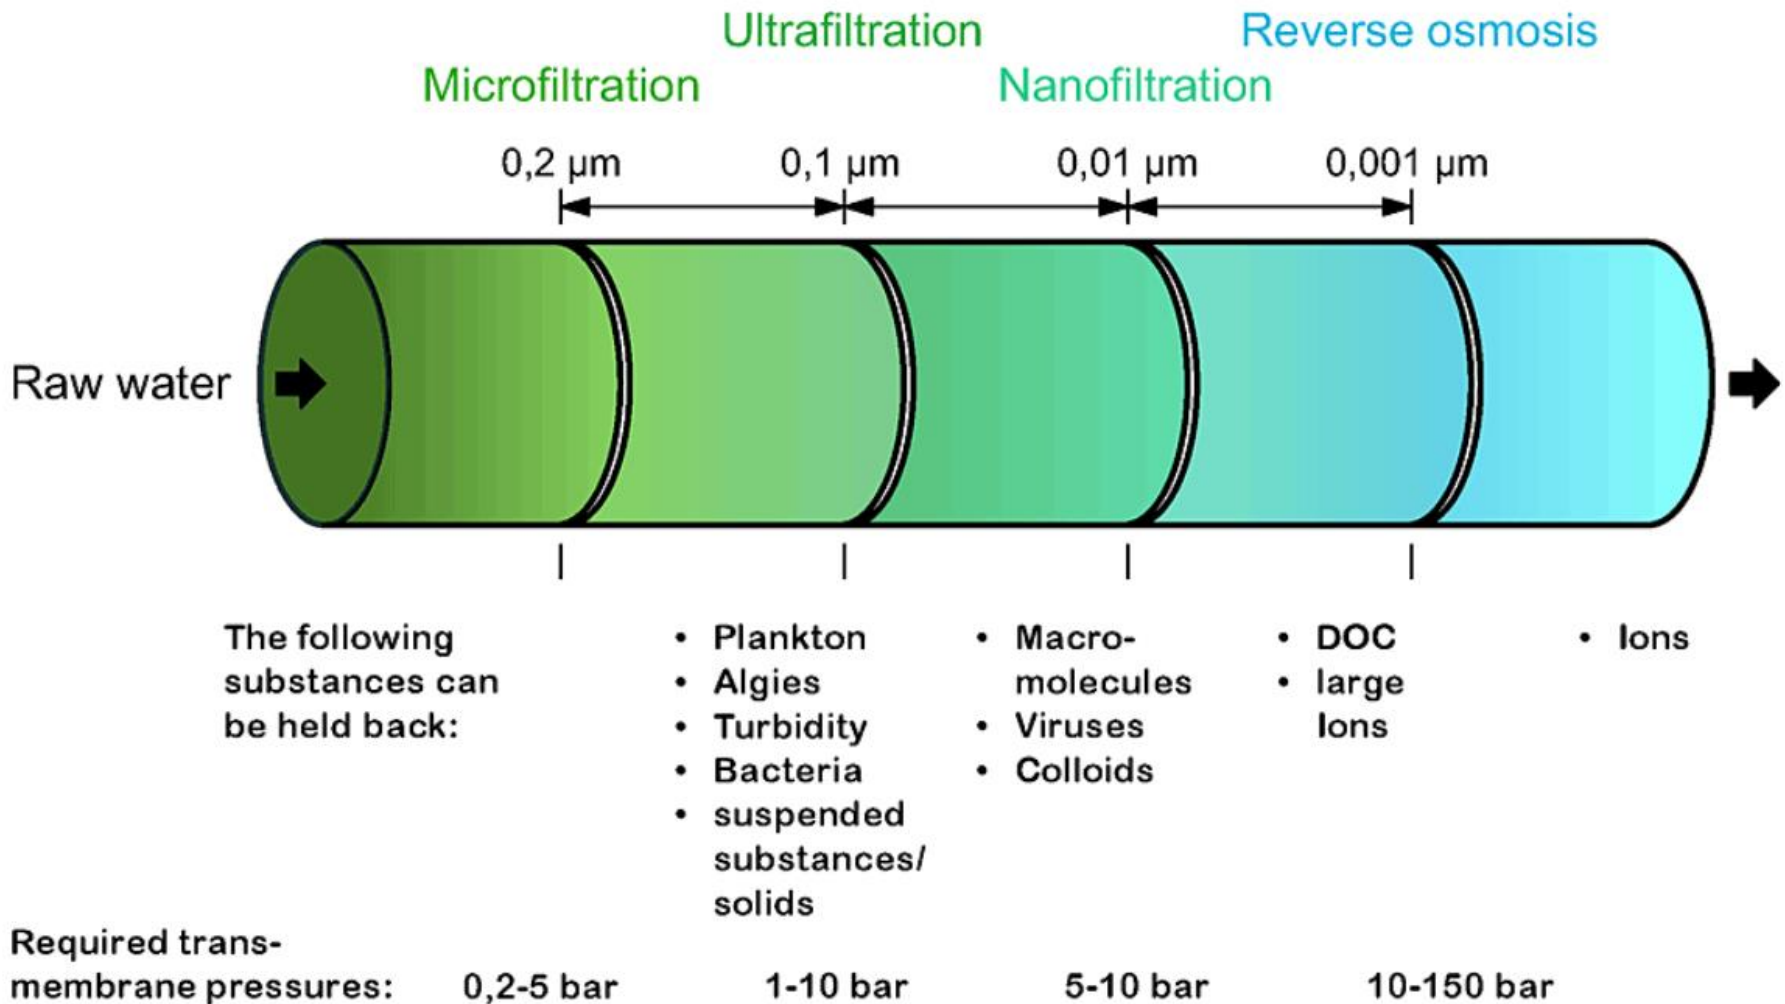 Ultrafiltration
Reverse osmosis
Microfiltration
Nanofiltration
0,2 µm
0,1 µm
0,01 µm
0,001 µm
Raw water
The following
substances can
be held back:
• Plankton
• Algies
• Turbidity
• Bacteria
• suspended
substances/
solids
• Macro-
molecules
• Viruses
• Colloids
• DOC
• large
Ions
• Ions
Required trans-
membrane pressures:
0,2-5 bar
1-10 bar
5-10 bar
10-150 bar